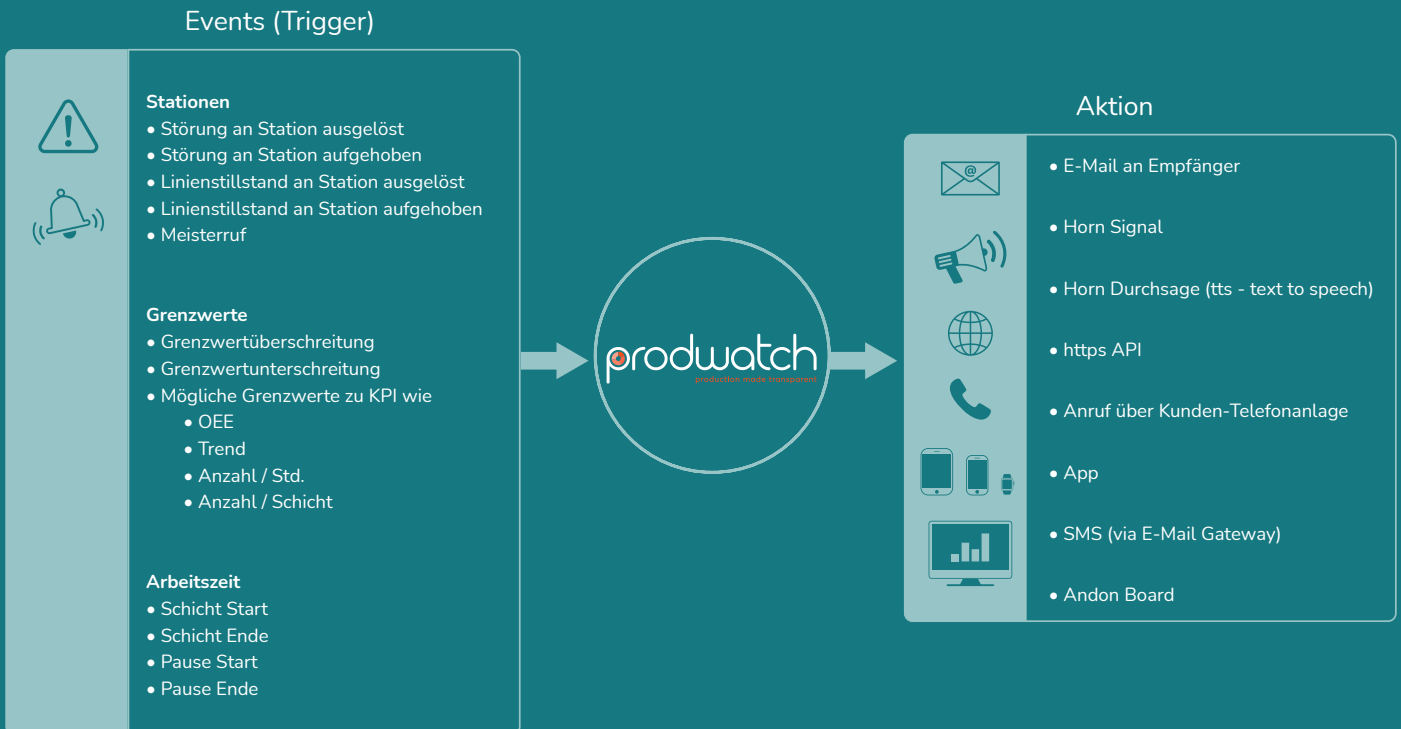 Events (Trigger)
Stationen
• Störung an Station ausgelöst
• Störung an Station aufgehoben
• Linienstillstand an Station ausgelöst
• Linienstillstand an Station aufgehoben
• Meisterruf
Grenzwerte
• Grenzwertüberschreitung
• Grenzwertunterschreitung
• Mögliche Grenzwerte zu KPI wie
• OEE
• Trend
• Anzahl / Std.
• Anzahl / Schicht
Arbeitszeit
• Schicht Start
• Schicht Ende
• Pause Start
• Pause Ende
prodwatch
production made transparent
Aktion
@
• E-Mail an Empfänger
• Horn Signal
• Horn Durchsage (tts - text to speech)
• https API
• Anruf über Kunden-Telefonanlage
• App
• SMS (via E-Mail Gateway)
• Andon Board